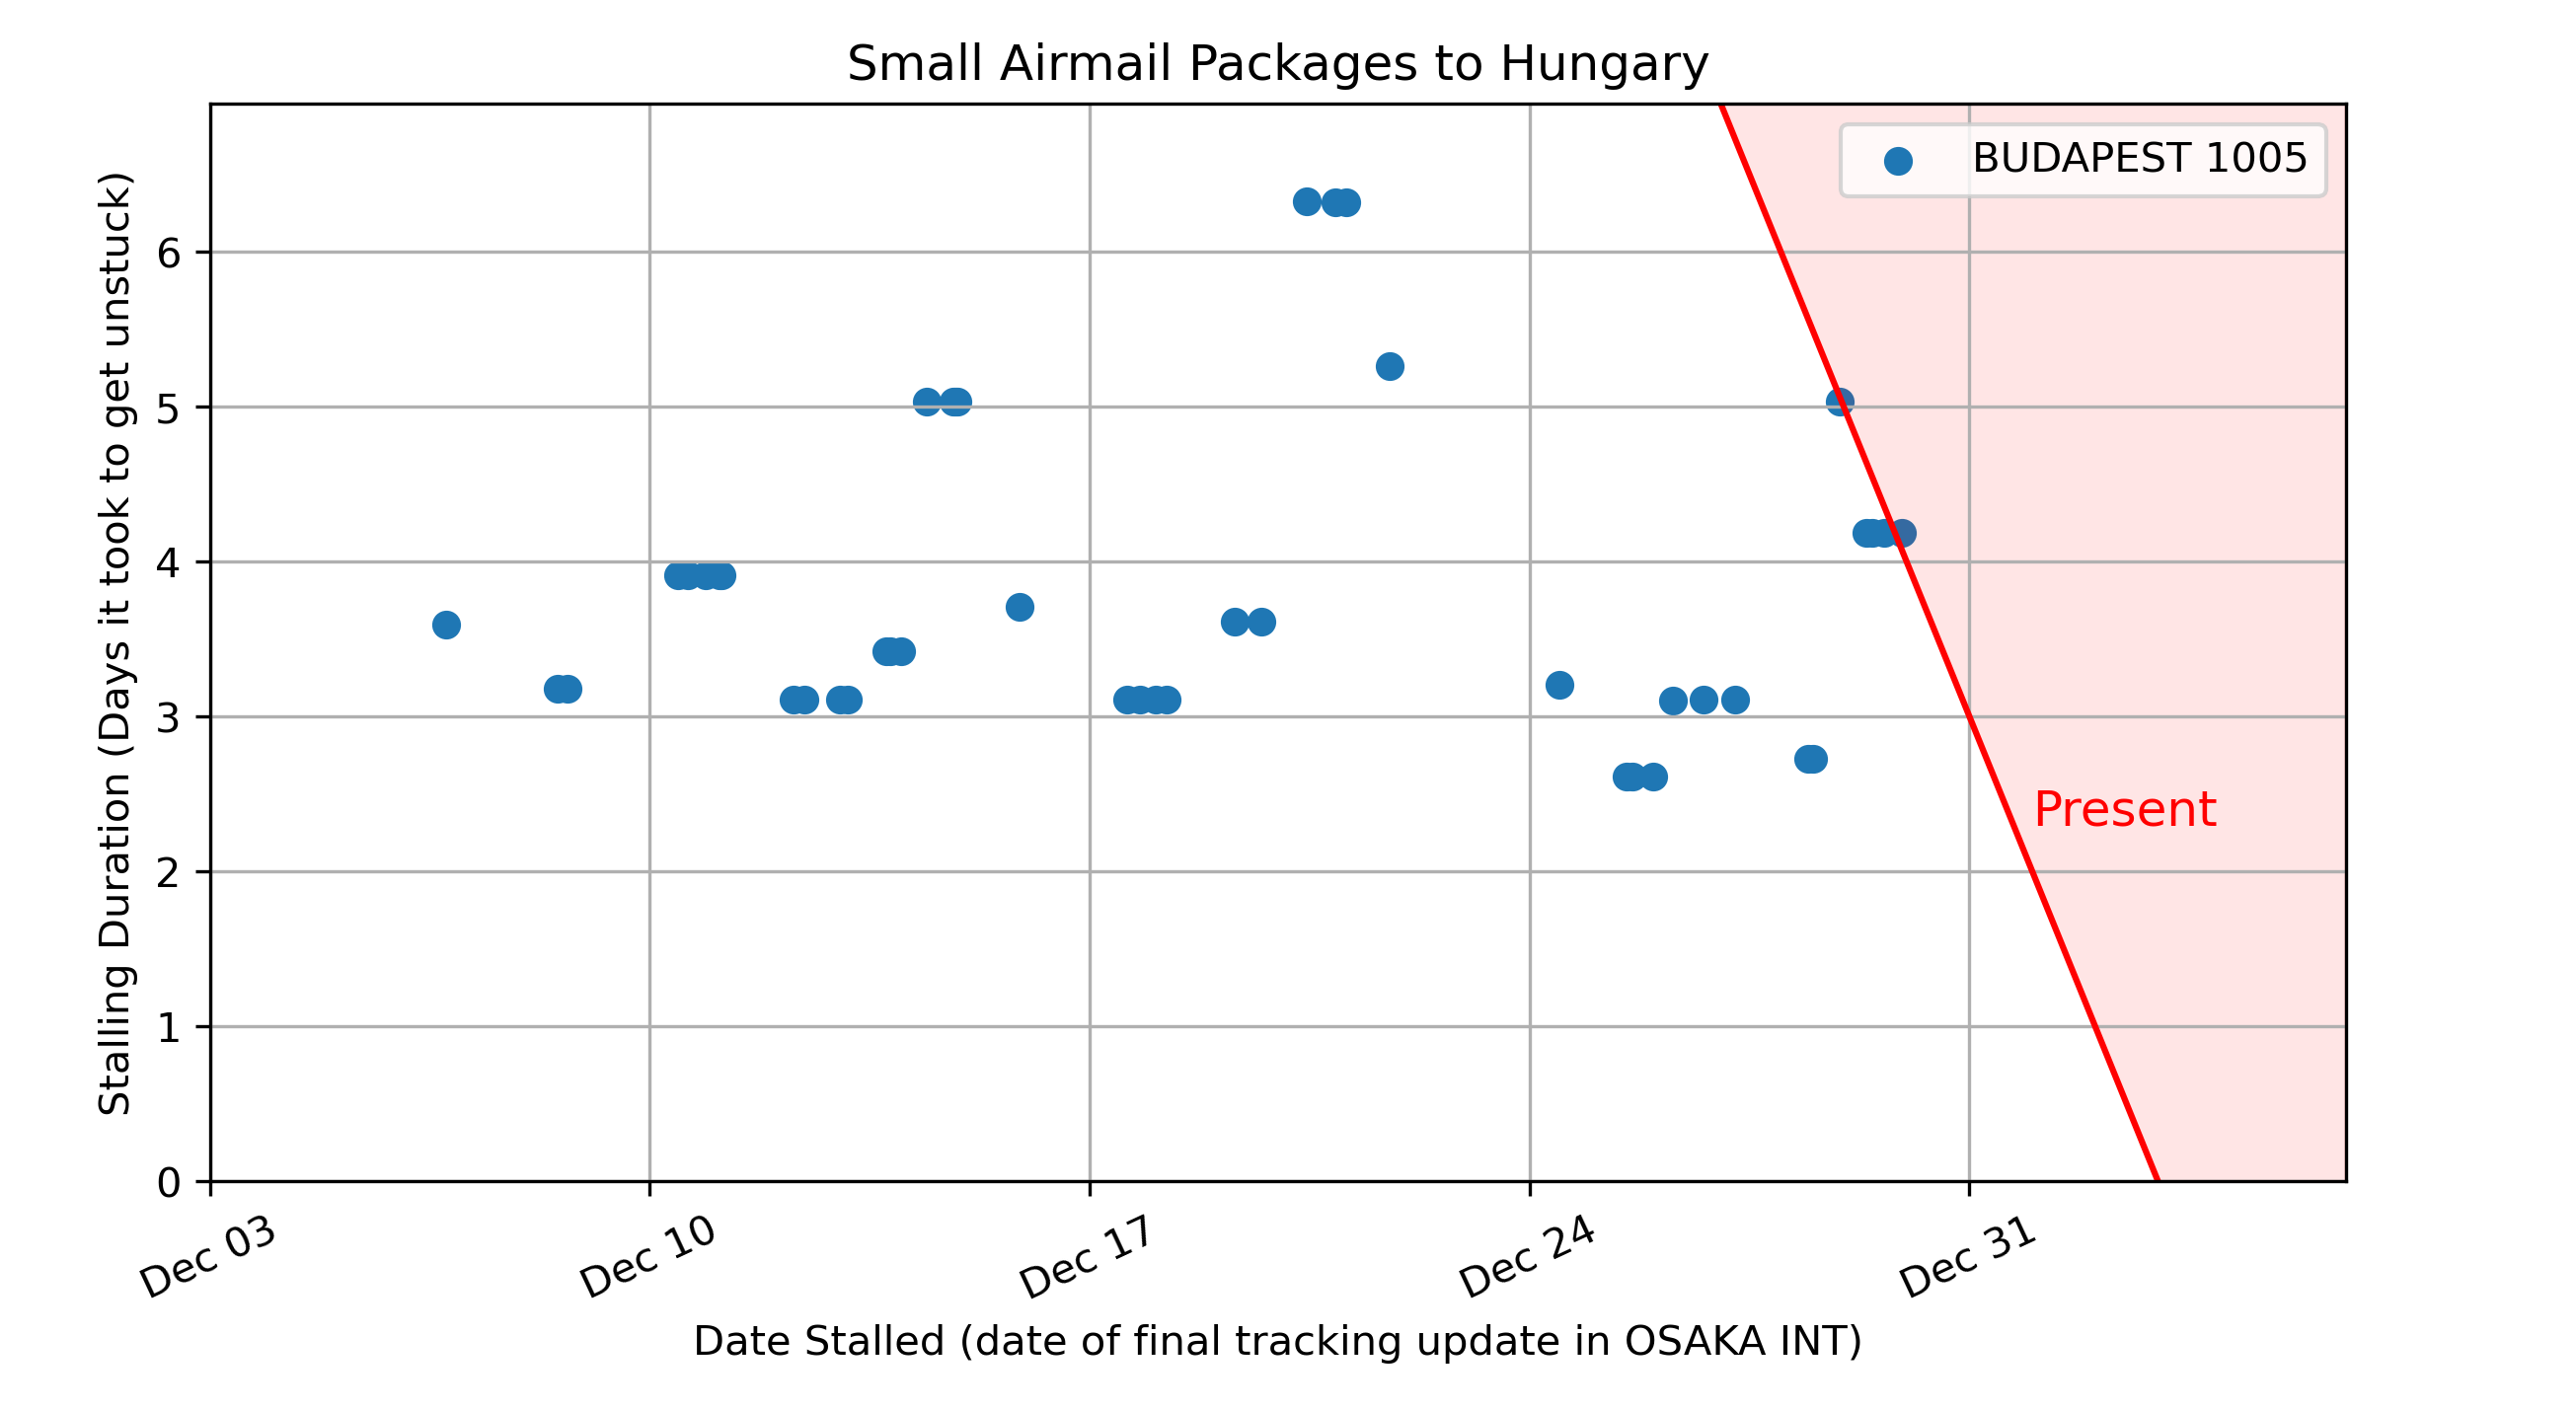 Small Airmail Packages to Hungary
BUDAPEST 1005
Stalling Duration (Days it took to get unstuck)
6
5
4
3
2
1
0
Present
Dec 03
Dec 10
Dec 17
Dec 24
Dec 31
Date Stalled (date of final tracking update in OSAKA INT)